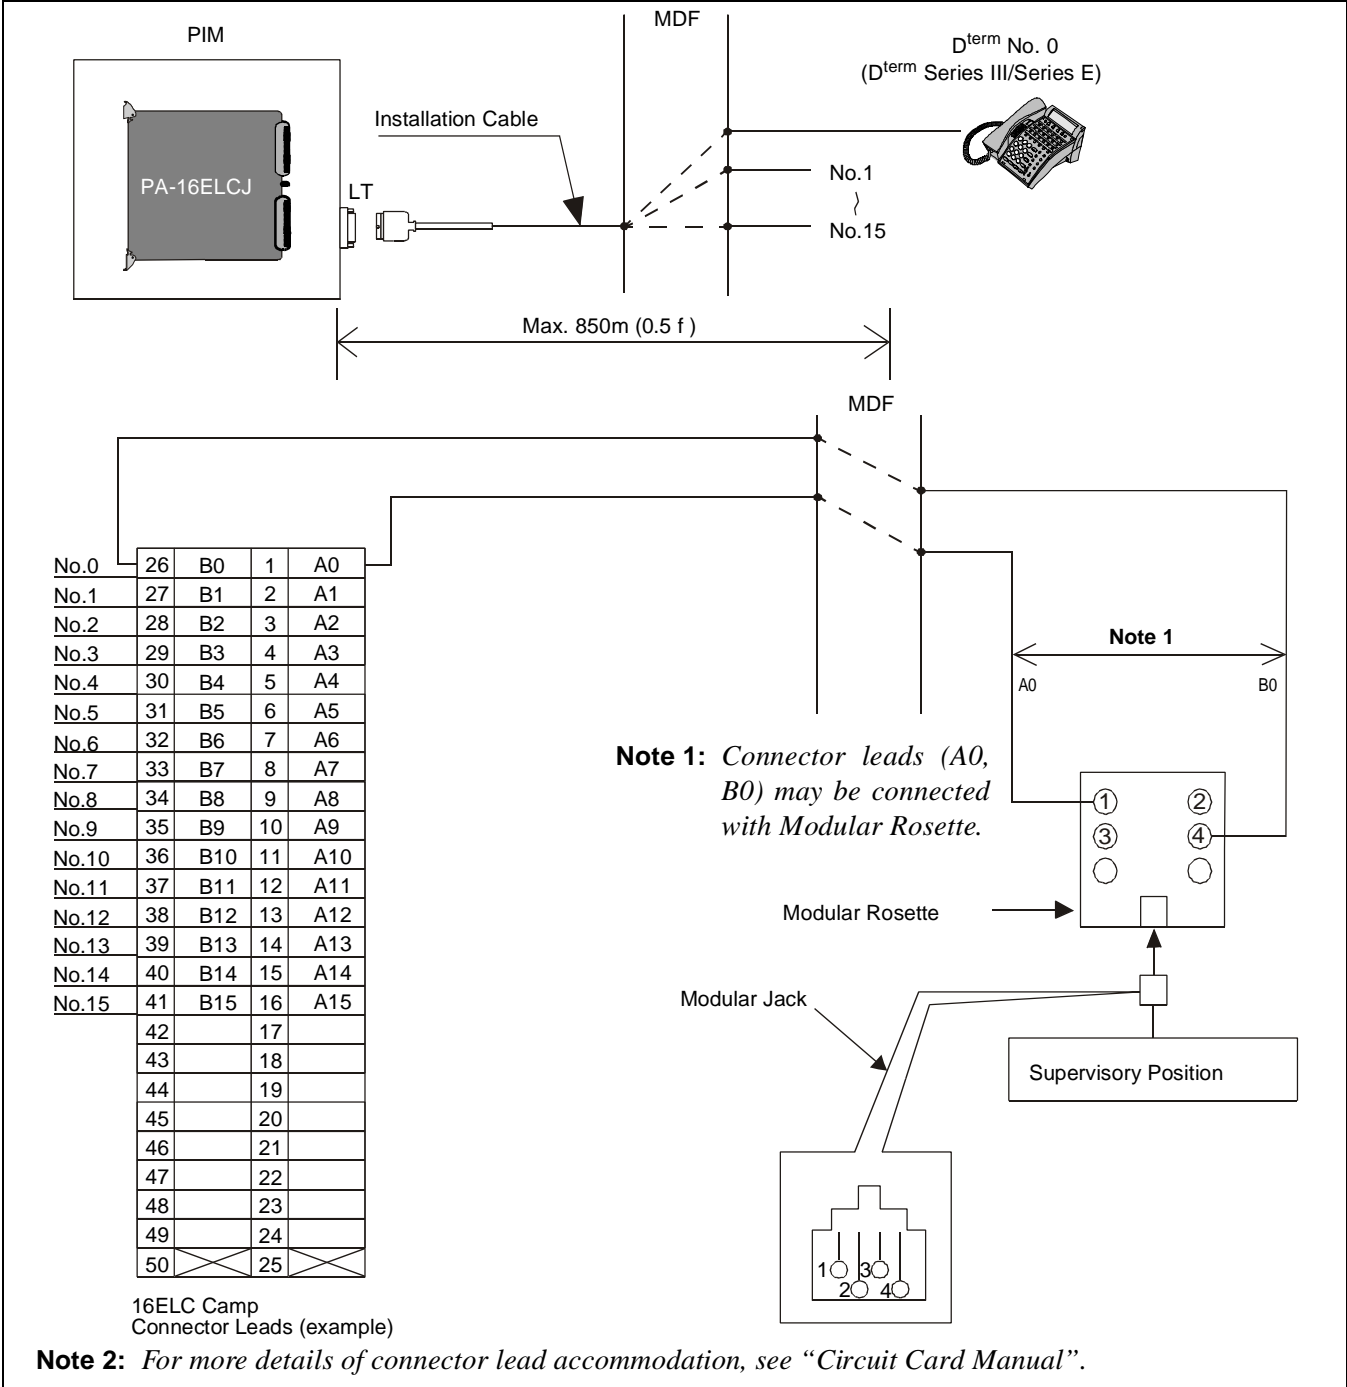 PIM
MDF
Dterm No. 0
(Dterm Series III/Series E)
Installation Cable
PA-16ELCJ
LT
No.1
No.15
Max. 850m (0.5 f )
MDF
No.0 26 B0 1 A0
No.1 27 B1 2 A1
No.2 28 B2 3 A2
No.3 29 B3 4 A3
No.4 30 B4 5 A4
No.5 31 B5 6 A5
No.6 32 B6 7 A6
No.7 33 B7 8 A7
No.8 34 B8 9 A8
No.9 35 B9 10 A9
No.10 36 B10 11 A10
No.11 37 B11 12 A11
No.12 38 B12 13 A12
No.13 39 B13 14 A13
No.14 40 B14 15 A14
No.15 41 B15 16 A15
42 17
43 18
44 19
45 20
46 21
47 22
48 23
49 24
50 25
16ELC Camp
Connector Leads (example)
Note 1
A0 B0
Note 1: Connector leads (A0,
B0) may be connected
with Modular Rosette.
1 2
3 4
Modular Rosette
Modular Jack
Supervisory Position
1 3
2 4
Note 2: For more details of connector lead accommodation, see “Circuit Card Manual”.